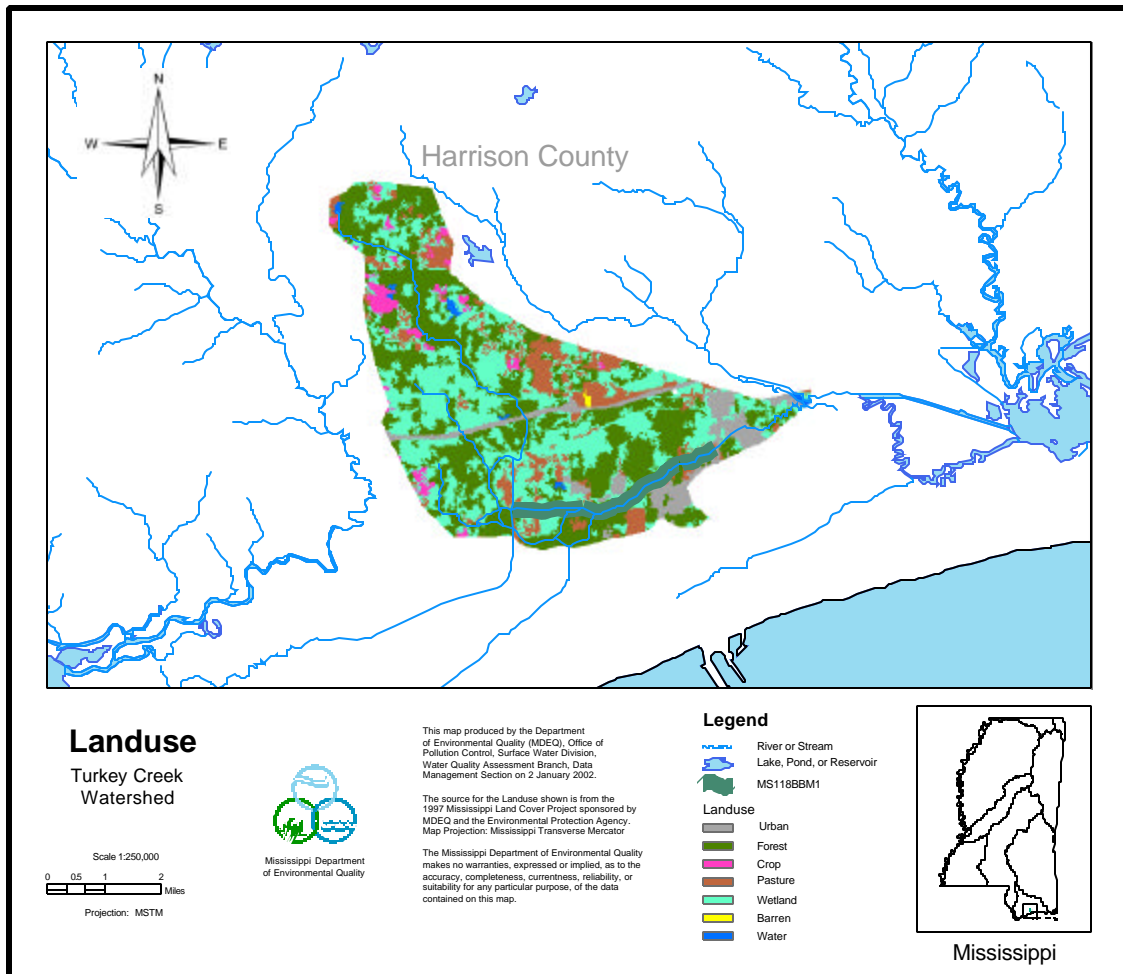 N
W
E
S
Harrison County
Landuse
Turkey Creek
Watershed
Scale 1:250,000
0 1 2
Miles
Projection: MSTM
Mississippi Department
of Environmental Quality
This map produced by the Department
of Environmental Quality (MDEQ), Office of
Pollution Control, Surface Water Division,
Water Quality Assessment Branch, Data
Management Section on 2 January 2002.
The source for the Landuse shown is from the
1997 Mississippi Land Cover Project sponsored by
MDEQ and the Environmental Protection Agency.
Map Projection: Mississippi Transverse Mercator
The Mississippi Department of Environmental Quality
makes no warranties, expressed or implied, as to the
accuracy, completeness, currentness, reliability, or
suitability for any particular purpose, of the data
contained on this map.
Legend
River or Stream
Lake, Pond, or Reservoir
MS118BBM1
Landuse
Urban
Forest
Crop
Pasture
Wetland
Barren
Water
Mississippi